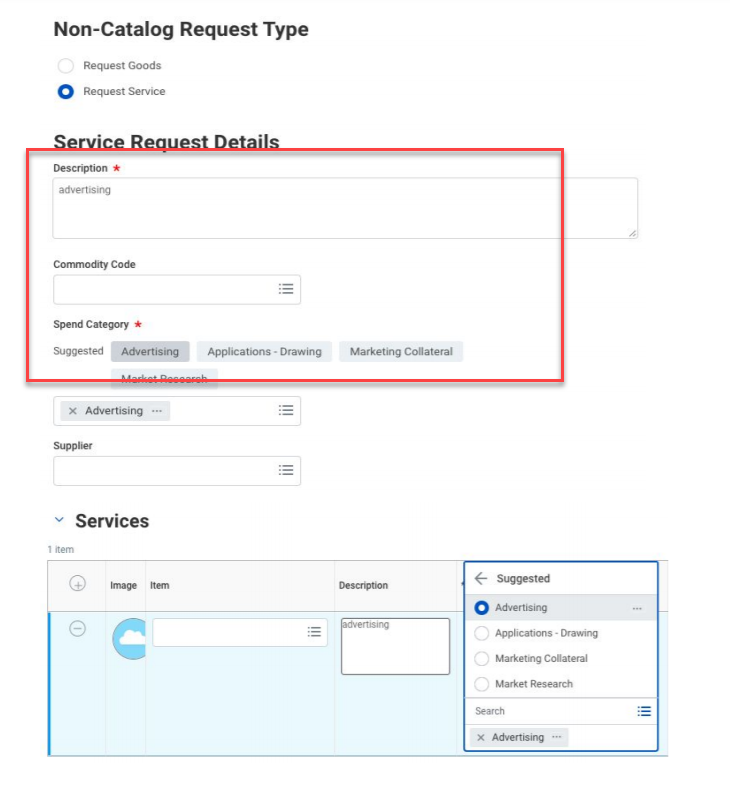 Non-Catalog Request Type
Request Goods
Request Service
Service Request Details
Description *
advertising
Commodity Code
Spend Category *
Suggested Advertising Applications - Drawing Marketing Collateral
Market Research
× Advertising ...
Supplier
Services
1 item
Image Item Description
advertising
Suggested
Advertising ...
Applications - Drawing
Marketing Collateral
Market Research
Search
× Advertising ...